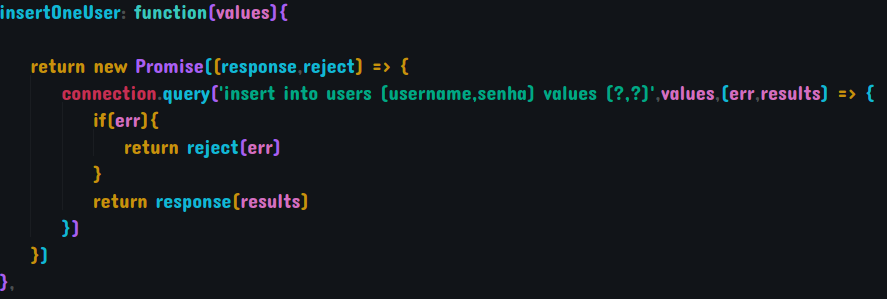 insertOneUser: function(values){
return new Promise((response,reject) => {
connection.query('insert into users (username,senha) values (?,?)',values,(err,results) => {
if(err){
return reject(err)
}
return response(results)
})
})
},